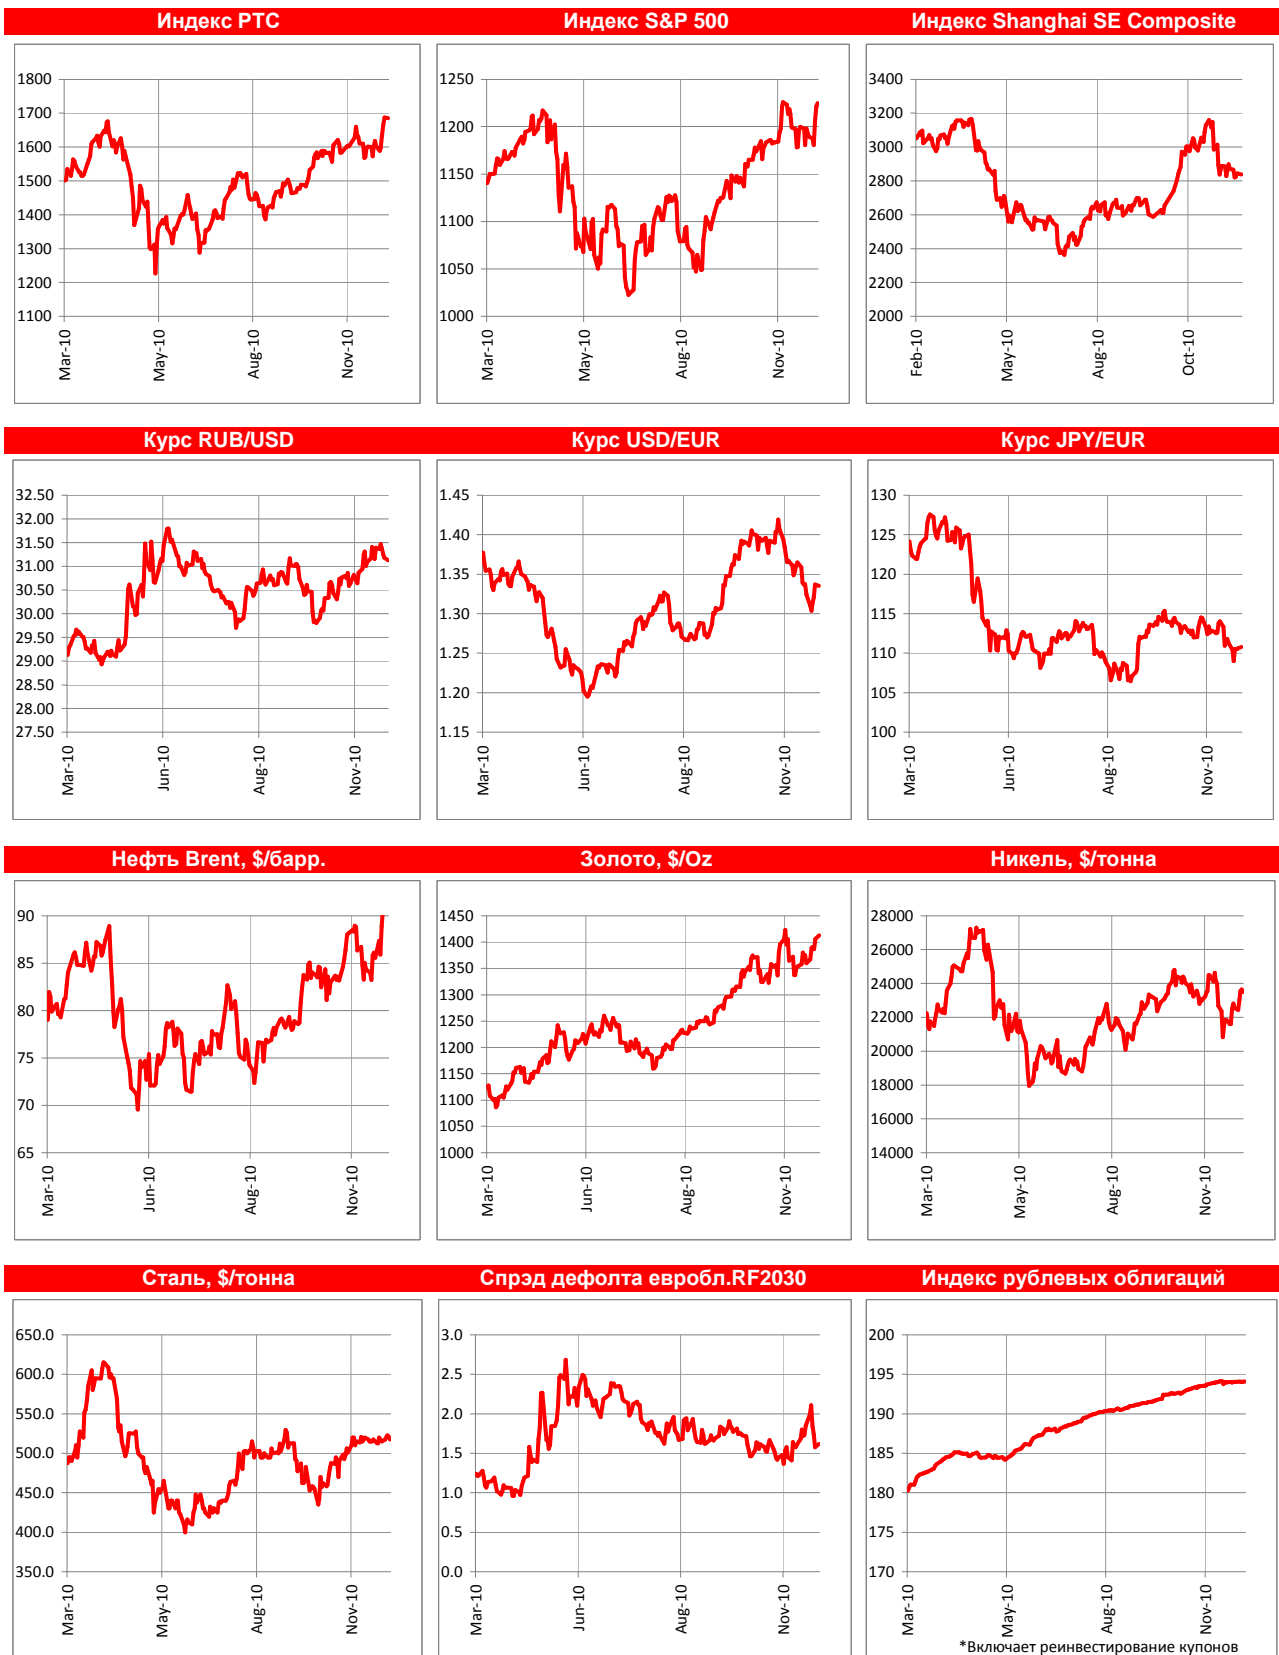 Индекс РТС
Индекс S&P 500
Индекс Shanghai SE Composite
1800
1700
1600
1500
1400
1300
1200
1100
Mar-10
May-10
Aug-10
Nov-10
1250
1200
1150
1100
1050
1000
Mar-10
May-10
Aug-10
Nov-10
3400
3200
3000
2800
2600
2400
2200
2000
Feb-10
May-10
Aug-10
Oct-10
Курс RUB/USD
Курс USD/EUR
Курс JPY/EUR
32.50
32.00
31.50
31.00
30.50
30.00
29.50
29.00
28.50
28.00
27.50
Mar-10
Jun-10
Aug-10
Nov-10
1.45
1.40
1.35
1.30
1.25
1.20
1.15
Mar-10
Jun-10
Aug-10
Nov-10
130
125
120
115
110
105
100
Mar-10
Jun-10
Aug-10
Nov-10
Нефть Brent, $/барр.
Золото, $/Oz
Никель, $/тонна
90
85
80
75
70
65
Mar-10
Jun-10
Aug-10
Nov-10
1450
1400
1350
1300
1250
1200
1150
1100
1050
1000
Mar-10
Jun-10
Aug-10
Nov-10
28000
26000
24000
22000
20000
18000
16000
14000
Mar-10
May-10
Aug-10
Nov-10
Сталь, $/тонна
Спрэд дефолта евробл.RF2030
Индекс рублевых облигаций
650.0
600.0
550.0
500.0
450.0
400.0
350.0
Mar-10
May-10
Aug-10
Nov-10
3.0
2.5
2.0
1.5
1.0
0.5
0.0
Mar-10
Jun-10
Aug-10
Nov-10
200
195
190
185
180
175
170
Mar-10
May-10
Aug-10
Nov-10
*Включает реинвестирование купонов